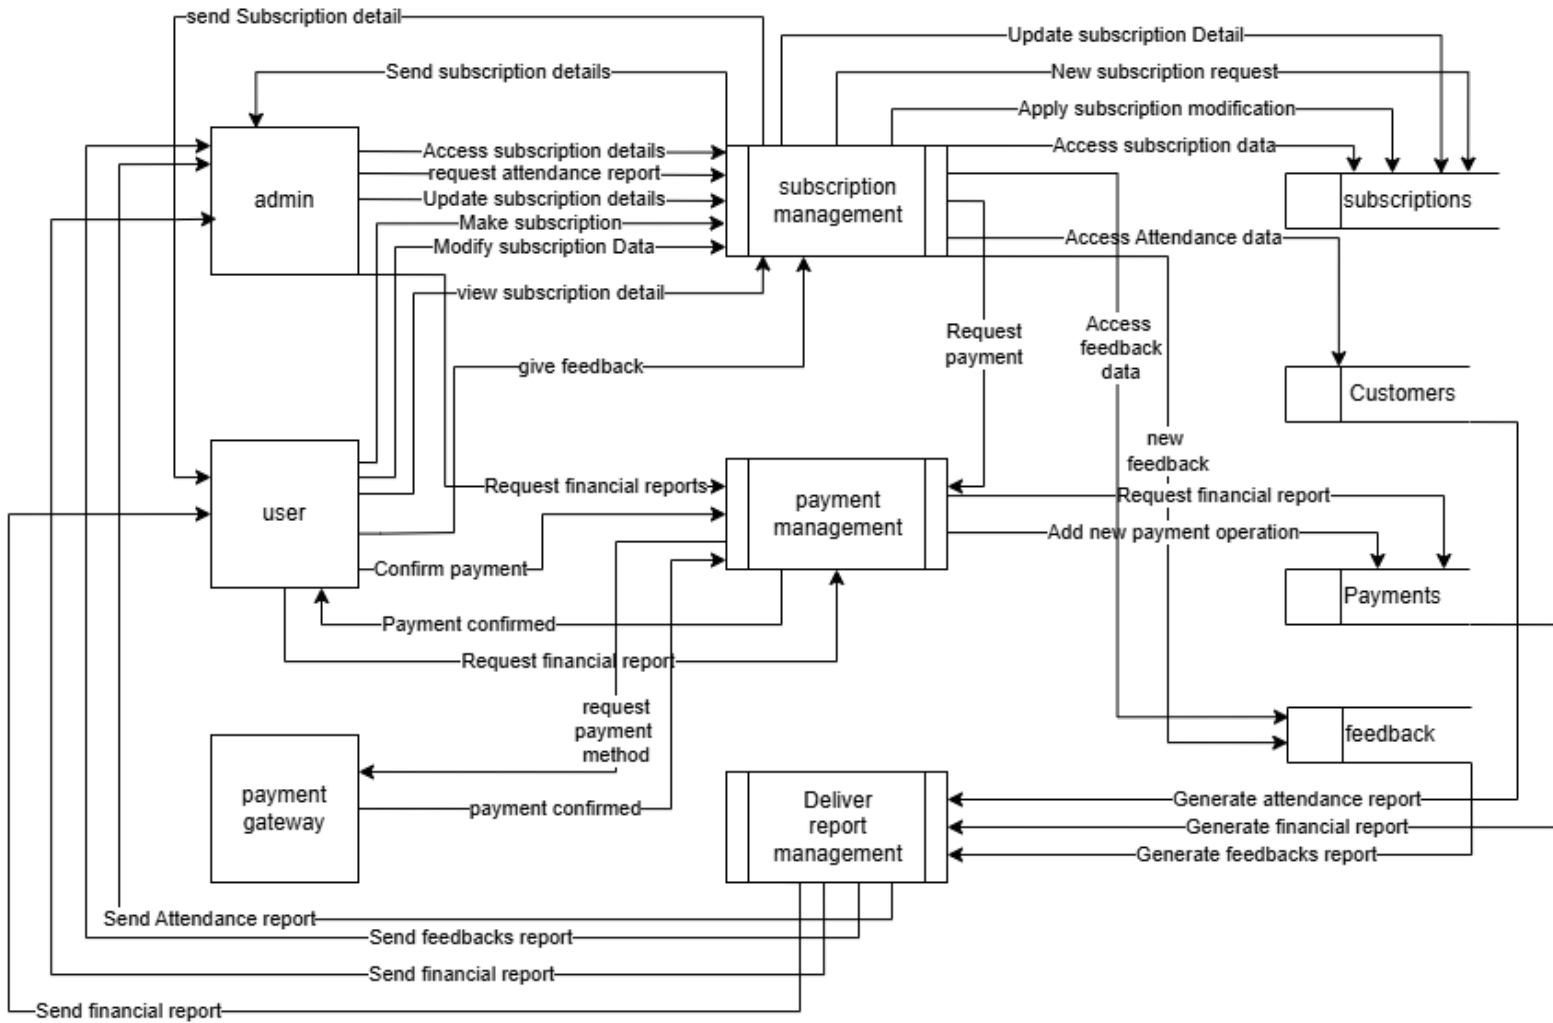 send Subscription detail
Update subscription Detail
Send subscription details
New subscription request
Apply subscription modification
Access subscription details
Access subscription data
request attendance report
admin
subscription
management
Update subscription details
subscriptions
Make subscription
Modify subscription Data
Access Attendance data
view subscription detail
Request
payment
Access
feedback
data
give feedback
Customers
new
feedback
Request financial reports
payment
management
Request financial report
user
Add new payment operation
Confirm payment
Payments
Payment confirmed
Request financial report
request
payment
method
feedback
payment
gateway
payment confirmed
Deliver
report
management
Generate attendance report
Generate financial report
Generate feedbacks report
Send Attendance report
Send feedbacks report
Send financial report
Send financial report